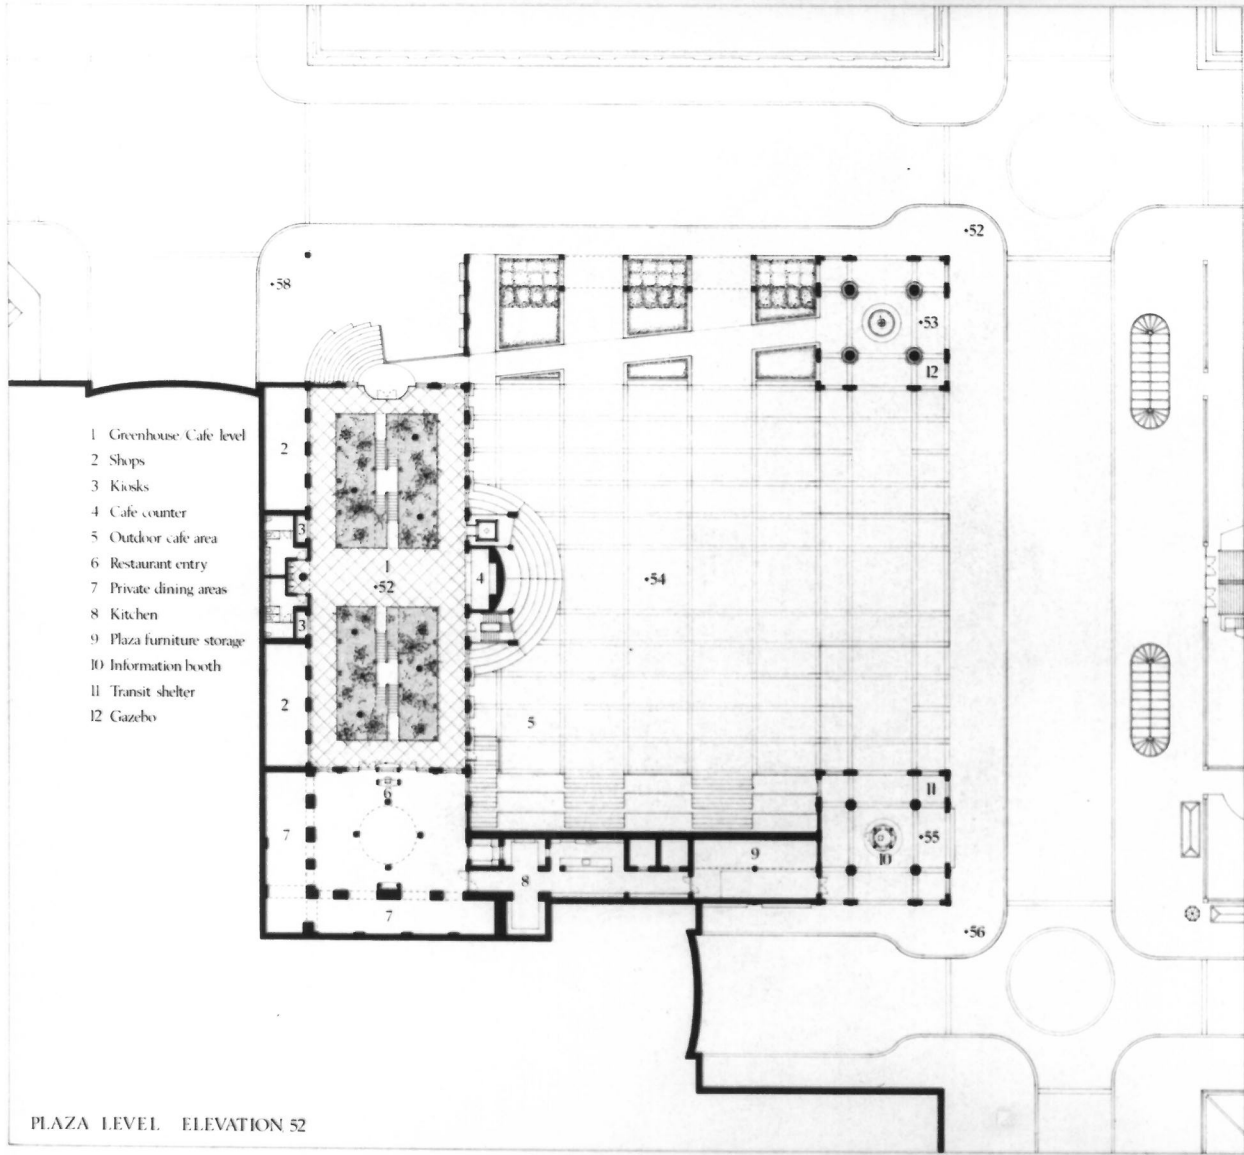 •52
•58
•53
12
1 Greenhouse Cafe level
2 Shops
3 Kiosks
4 Cafe counter
5 Outdoor cafe area
6 Restaurant entry
7 Private dining areas
8 Kitchen
9 Plaza furniture storage
10 Information booth
11 Transit shelter
12 Gazebo
2
3
1
•52
4
•54
3
2
5
6
11
7
•55
10
9
8
7
•56
PLAZA LEVEL ELEVATION 52